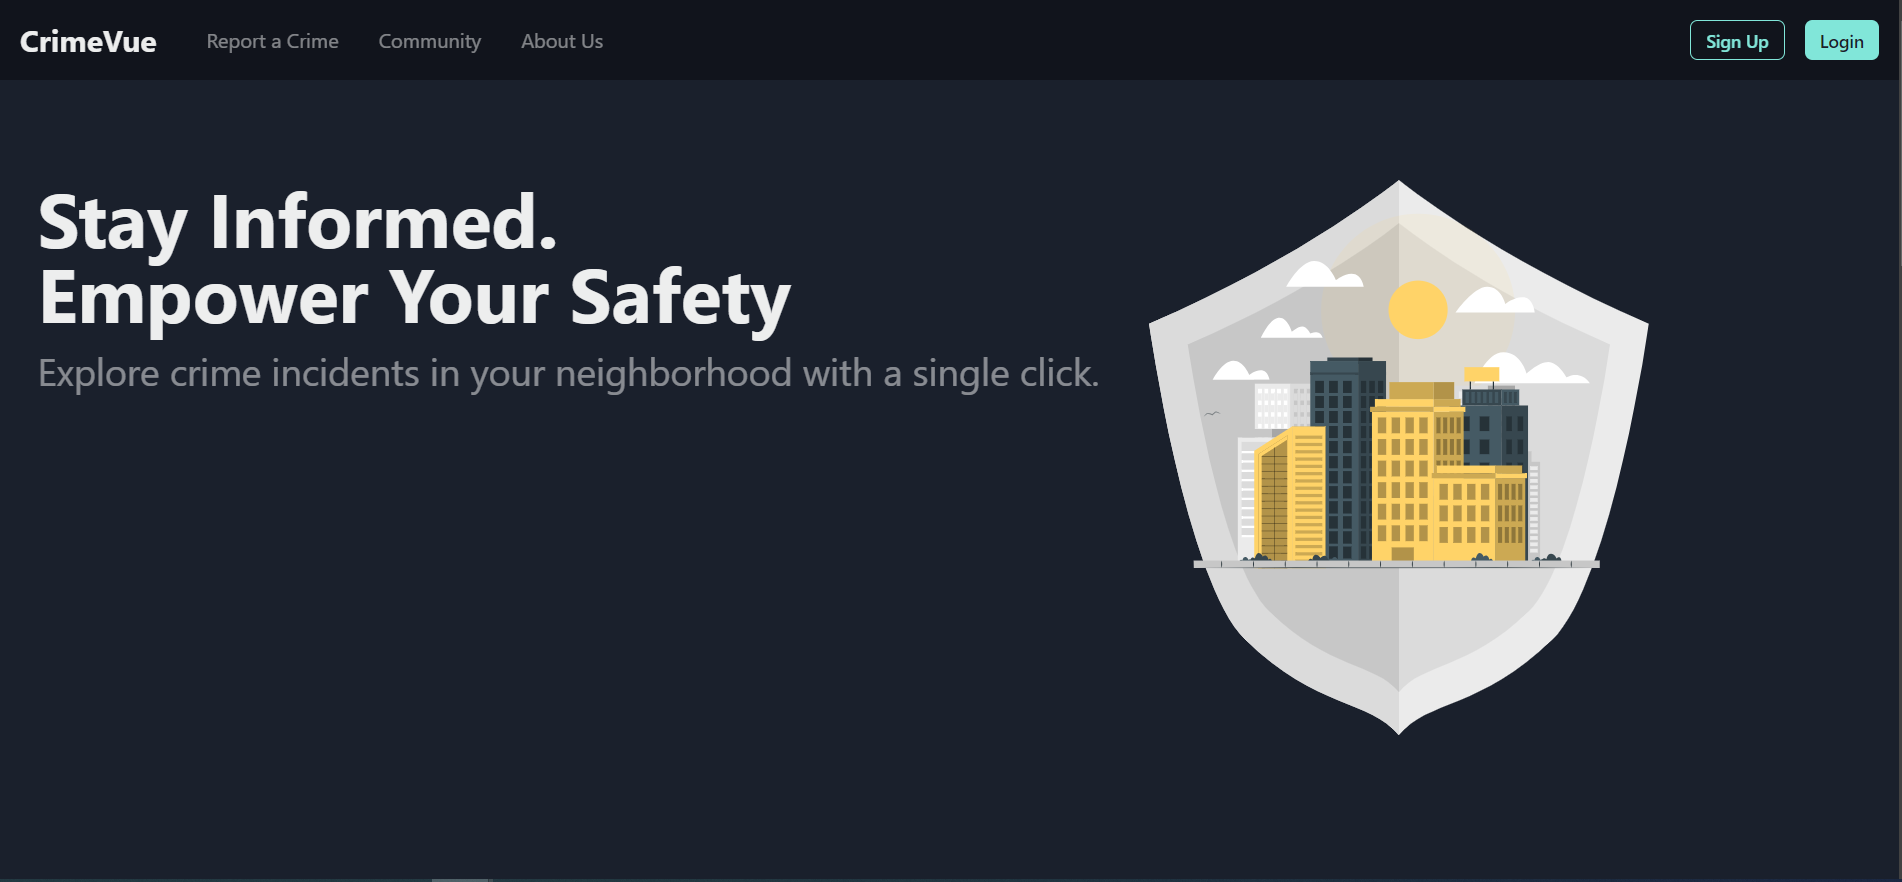 CrimeVue
Report a Crime
Community
About Us
Sign Up
Login
Stay Informed.
Empower Your Safety
Explore crime incidents in your neighborhood with a single click.